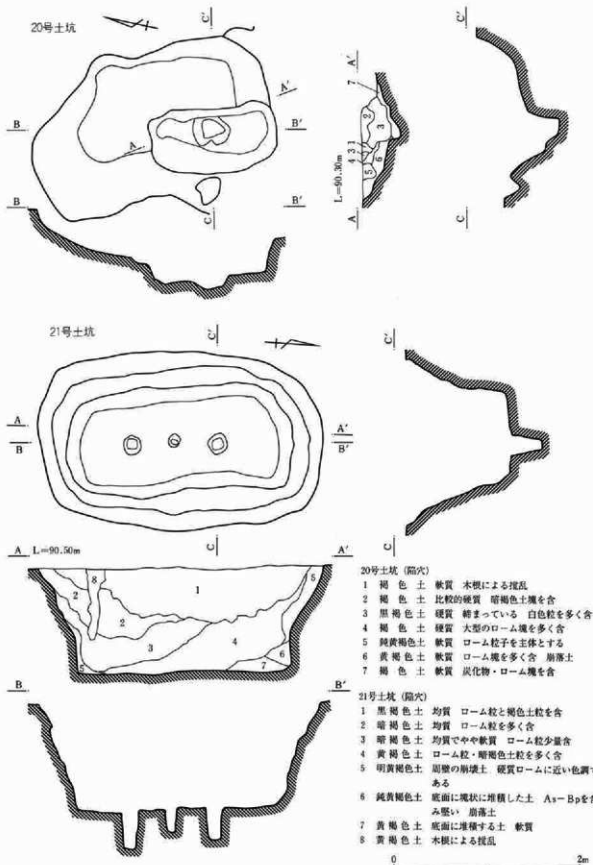 20号土坑
C'
A'
B
B'
A
C
B
B'
C'
A'
7
2
3
4 3 1
6
5
L=90.30m
A
C'
C
21号土坑
C'
A
A'
B
B'
C
C'
C
A L=90.50m A'
8
1
5
2
2
3
4
6
5
7
B
B'
20号土坑 (陥穴)
1 褐色土 軟質 木根による撹乱
2 褐色土 比較的硬質 暗褐色土塊を含
3 黒褐色土 硬質 締まっている 白色粒を多く含
4 褐色土 硬質 大型のローム塊を多く含
5 鈍黄褐色土 軟質 ローム粒子を主体とする
6 黄褐色土 軟質 ローム塊を多く含 崩落土
7 褐色土 軟質 炭化物・ローム塊を含
21号土坑 (陥穴)
1 黒褐色土 均質 ローム粒と褐色土粒を含
2 暗褐色土 均質 ローム粒を多く含
3 暗褐色土 均質でやや軟質 ローム粒少量含
4 黄褐色土 ローム粒・暗褐色土粒を多く含
5 明黄褐色土 周壁の崩壊土 硬質ロームに近い色調で
ある
6 鈍黄褐色土 底面に塊状に堆積した土 As-Bpを含
み堅い 崩落土
7 黄褐色土 底面に堆積する土 軟質
8 黄褐色土 木根による撹乱
0 2m